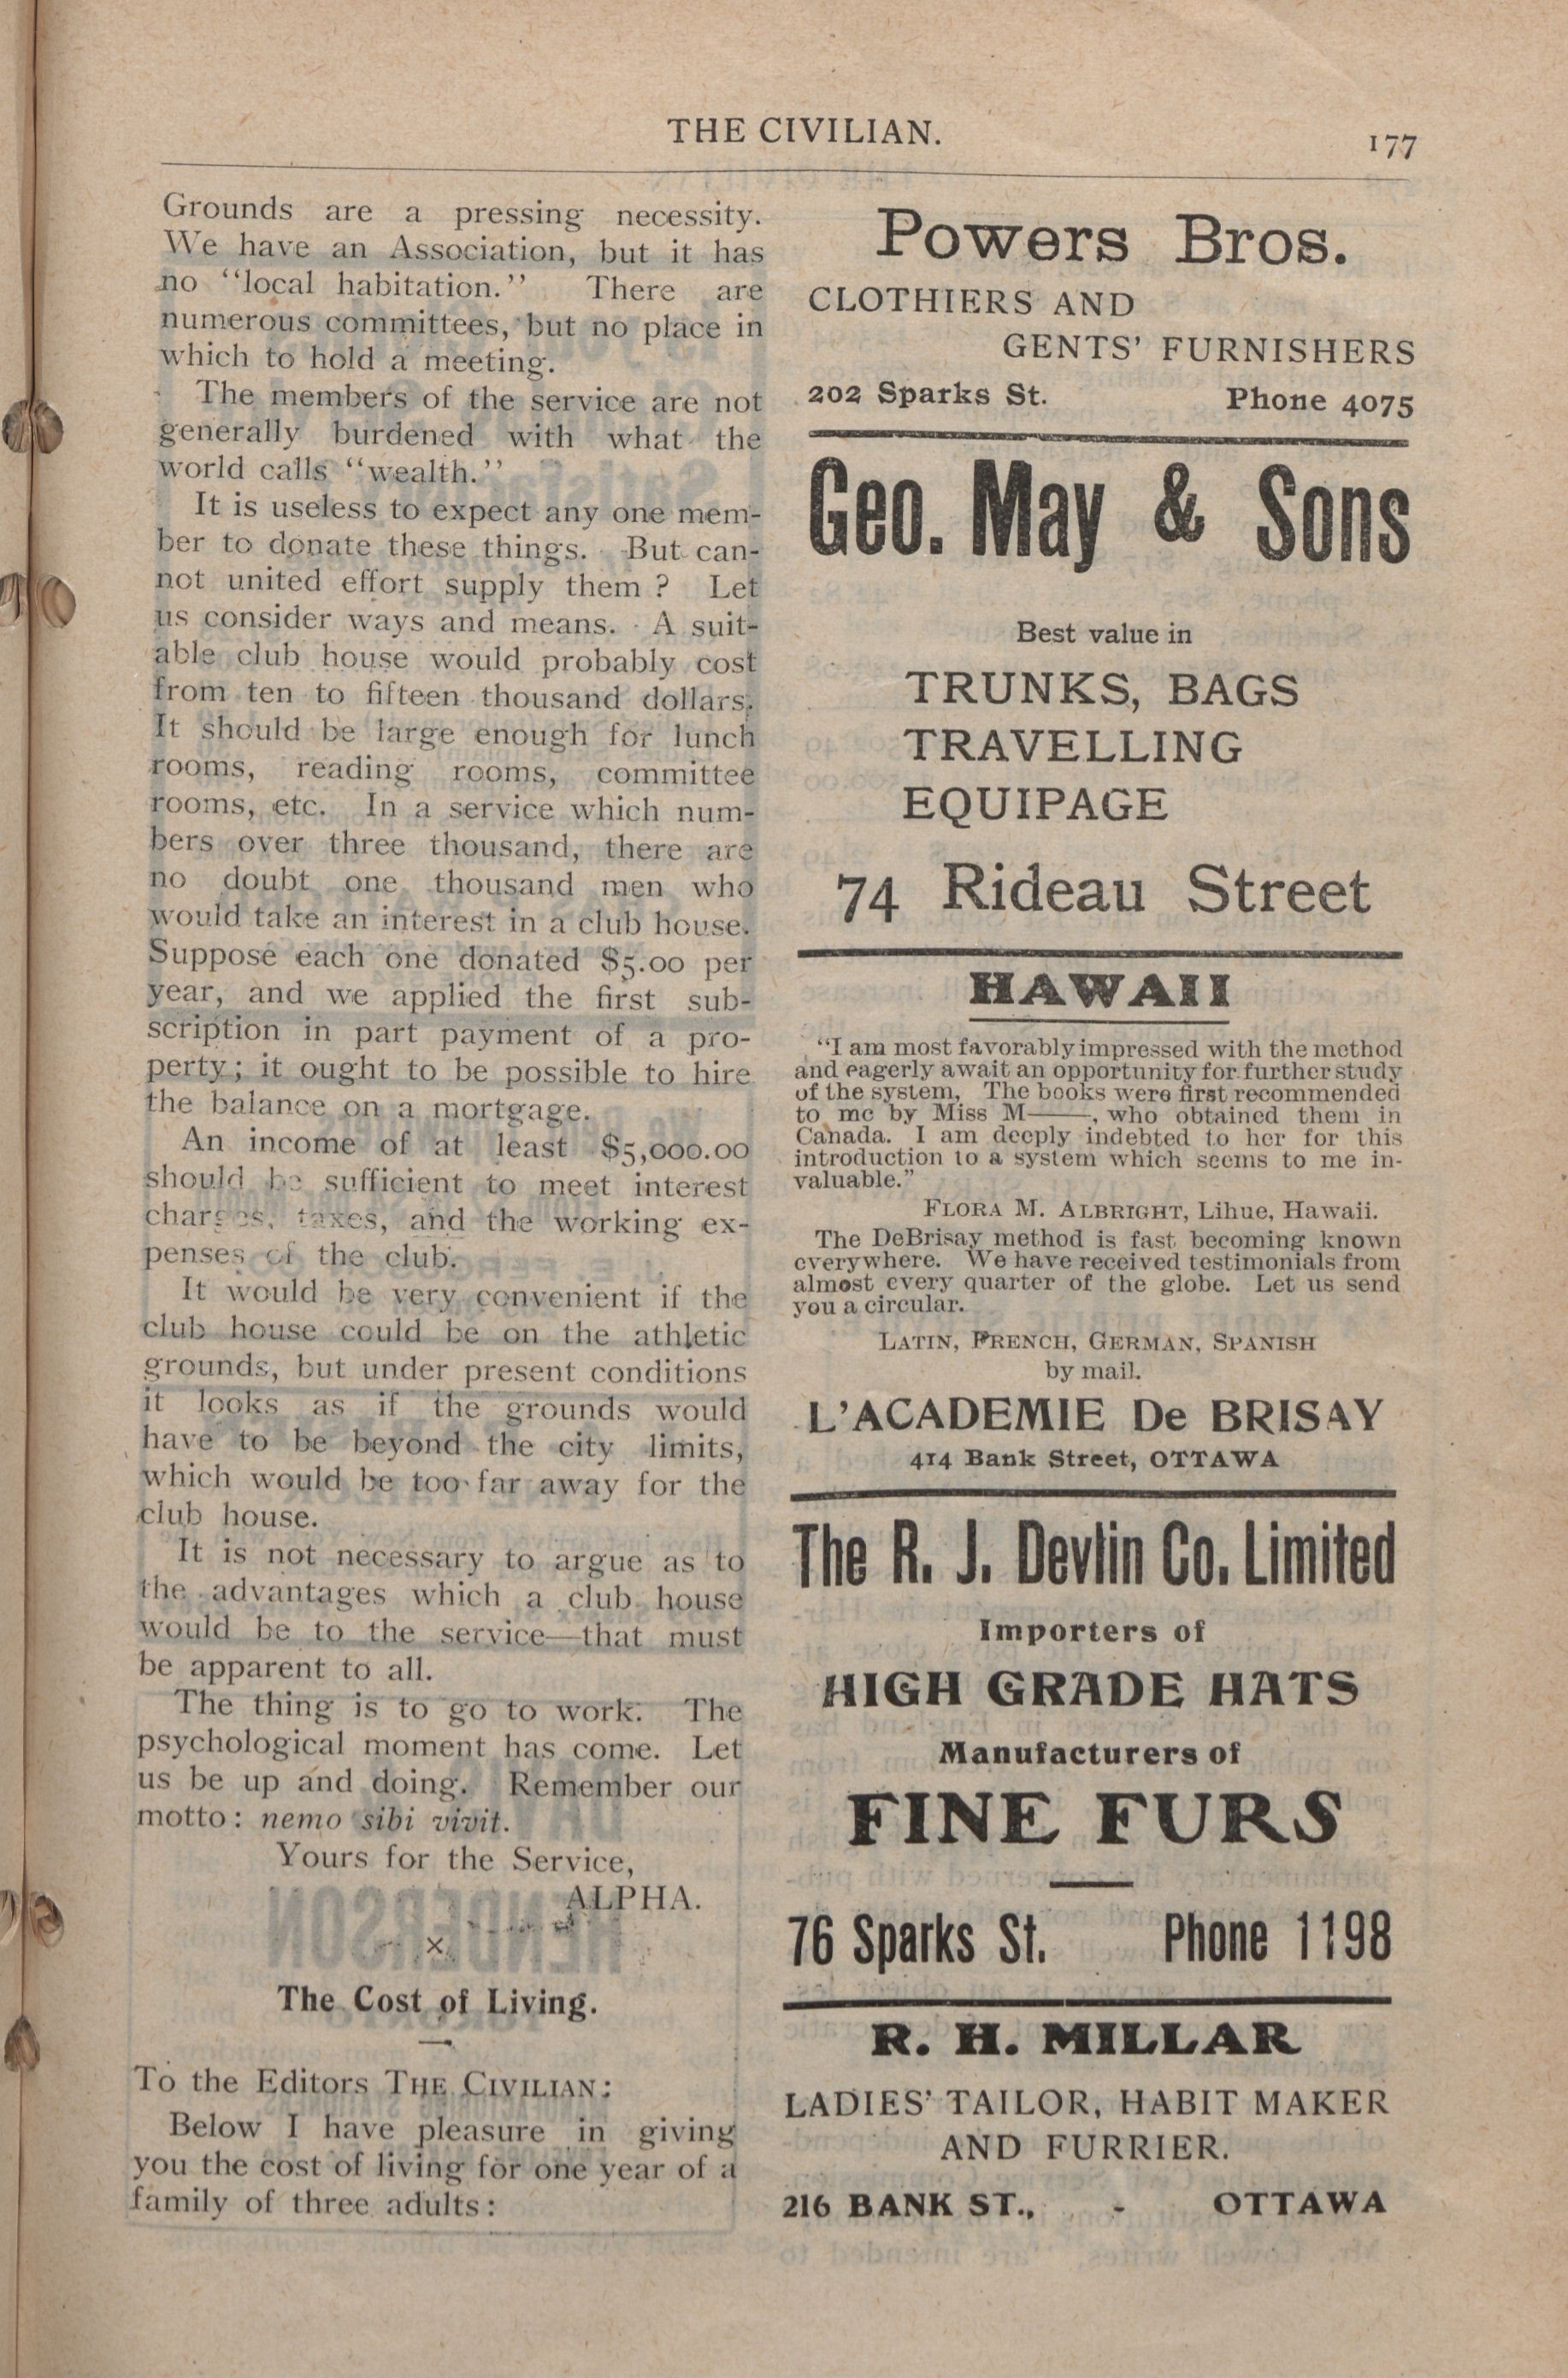 THE CIVILIAN.
177
Grounds are a pressing necessity.
We have an Association, but it has
no "local habitation." There are
numerous committees, but no place in
which to hold a meeting.
The members of the service are not
generally burdened with what the
world calls "wealth."
It is useless to expect any one mem-
ber to donate these things. But can-
not united effort supply them? Let
us consider ways and means. A suit-
able club house would probably cost
from ten to fifteen thousand dollars.
It should be large enough for lunch
rooms, reading rooms, committee
rooms, etc. In a service which num-
bers over three thousand, there are
no doubt one thousand men who
would take an interest in a club house.
Suppose each one donated $5.00 per
year, and we applied the first sub-
scription in part payment of a pro-
perty; it ought to be possible to hire
the balance on a mortgage.
An income of at least $5,000.00
should be sufficient to meet interest
charges, taxes, and the working ex-
penses of the club.
It would be very convenient if the
club house could be on the athletic
grounds, but under present conditions
it looks as if the grounds would
have to be beyond the city limits,
which would be too far away for the
club house.
It is not necessary to argue as to
the advantages which a club house
would be to the service—that must
be apparent to all.
The thing is to go to work. The
psychological moment has come. Let
us be up and doing. Remember our
motto: nemo sibi vivit.
Yours for the Service,
ALPHA.
×
The Cost of Living.
To the Editors THE CIVILIAN:
Below I have pleasure in giving
you the cost of living for one year of a
family of three adults:
Powers Bros.
CLOTHIERS AND
GENTS' FURNISHERS
202 Sparks St. Phone 4075
Geo. May & Sons
Best value in
TRUNKS, BAGS
TRAVELLING
EQUIPAGE
74 Rideau Street
HAWAII
"I am most favorably impressed with the method
and eagerly await an opportunity for further study
of the system, The books were first recommended
to me by Miss M——, who obtained them in
Canada. I am deeply indebted to her for this
introduction to a system which seems to me in-
valuable."
FLORA M. ALBRIGHT, Lihue, Hawaii.
The DeBrisay method is fast becoming known
everywhere. We have received testimonials from
almost every quarter of the globe. Let us send
you a circular.
LATIN, FRENCH, GERMAN, SPANISH
by mail.
L'ACADEMIE De BRISAY
414 Bank Street, OTTAWA
The R. J. Devlin Co. Limited
Importers of
HIGH GRADE HATS
Manufacturers of
FINE FURS
76 Sparks St. Phone 1198
R. H. MILLAR
LADIES' TAILOR, HABIT MAKER
AND FURRIER.
216 BANK ST., - OTTAWA